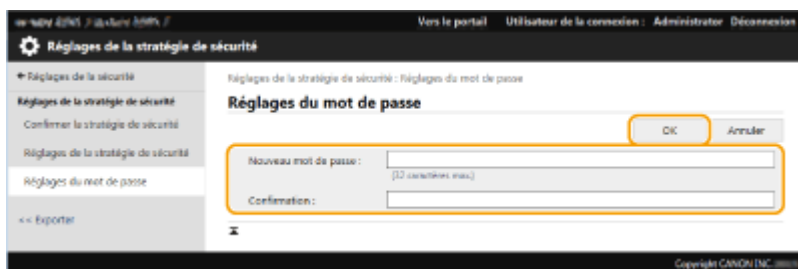 Vers le portail Utilisateur de la connexion : Administrator Déconnexion
Réglages de la stratégie de sécurité
Réglages de la sécurité
Réglages de la stratégie de sécurité : Réglages du mot de passe
Réglages de la stratégie de sécurité
Réglages du mot de passe
Confirmer la stratégie de sécurité
OK Annuler
Réglages de la stratégie de sécurité
Nouveau mot de passe :
(32 caractères max.)
Réglages du mot de passe
Confirmation :
<< Exporter
Copyright CANON INC.